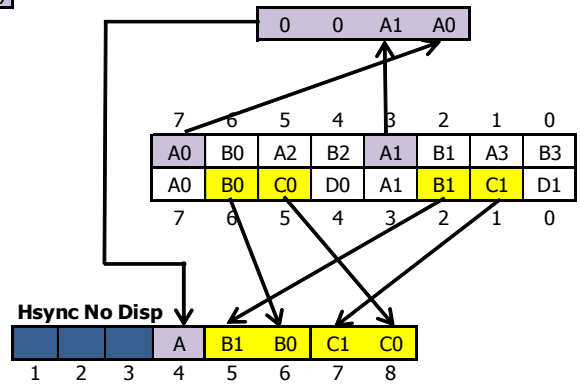 0 0 A1 A0
7 6 5 4 3 2 1 0
A0 B0 A2 B2 A1 B1 A3 B3
A0 B0 C0 D0 A1 B1 C1 D1
7 6 5 4 3 2 1 0
Hsync No Disp
A B1 B0 C1 C0
1 2 3 4 5 6 7 8